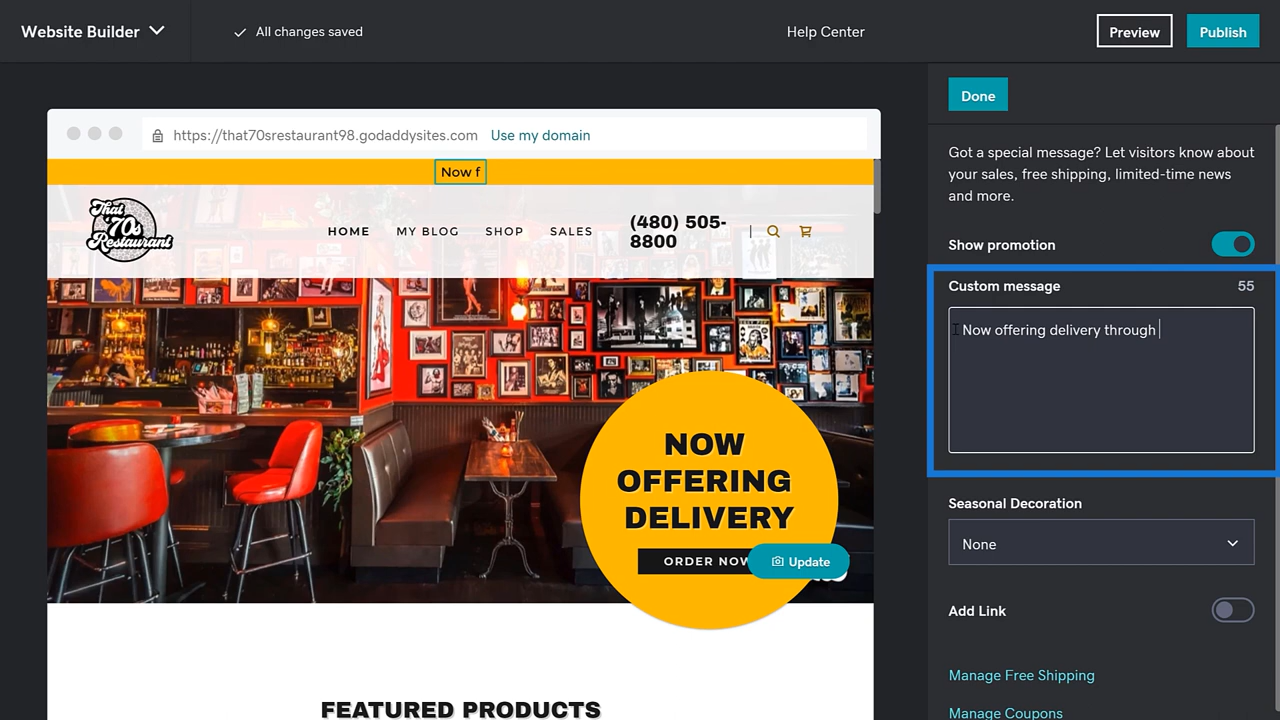 Website Builder
All changes saved
Help Center
Preview
Publish
Done
https://that70srestaurant98.godaddysites.com
Use my domain
Now f
That
'70s
Restaurant
HOME
MY BLOG
SHOP
SALES
(480) 505-
8800
NOW
OFFERING
DELIVERY
ORDER NOW
Update
FEATURED PRODUCTS
Got a special message? Let visitors know about
your sales, free shipping, limited-time news
and more.
Show promotion
Custom message
55
Now offering delivery through
Seasonal Decoration
None
Add Link
Manage Free Shipping
Manage Coupons